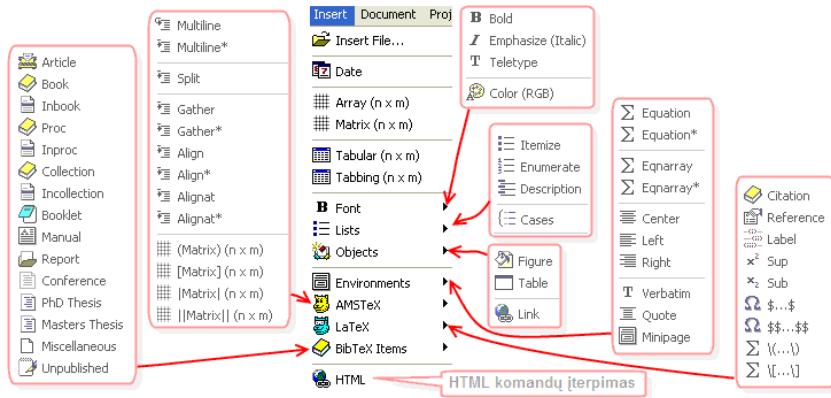 Insert Document Proj
Insert File...
Date
Array (n x m)
Matrix (n x m)
Tabular (n x m)
Tabbing (n x m)
Font
Lists
Objects
Environments
AMSTeX
LaTeX
BibTeX Items
HTML
HTML komandų įterpimas
Article
Book
Inbook
Proc
Inproc
Collection
Incollection
Booklet
Manual
Report
Conference
PhD Thesis
Masters Thesis
Miscellaneous
Unpublished
Multiline
Multiline*
Split
Gather
Gather*
Align
Align*
Alignat
Alignat*
(Matrix) (n x m)
[Matrix] (n x m)
|Matrix| (n x m)
||Matrix|| (n x m)
B Bold
I Emphasize (Italic)
T Teletype
Color (RGB)
Itemize
Enumerate
Description
Cases
Figure
Table
Link
Σ Equation
Σ Equation*
Σ Eqnarray
Σ Eqnarray*
Center
Left
Right
T Verbatim
Quote
Minipage
Citation
Reference
Label
x² Sup
x₂ Sub
Ω $...$
Ω $$...$$
Σ \(...\)
Σ \[...\]